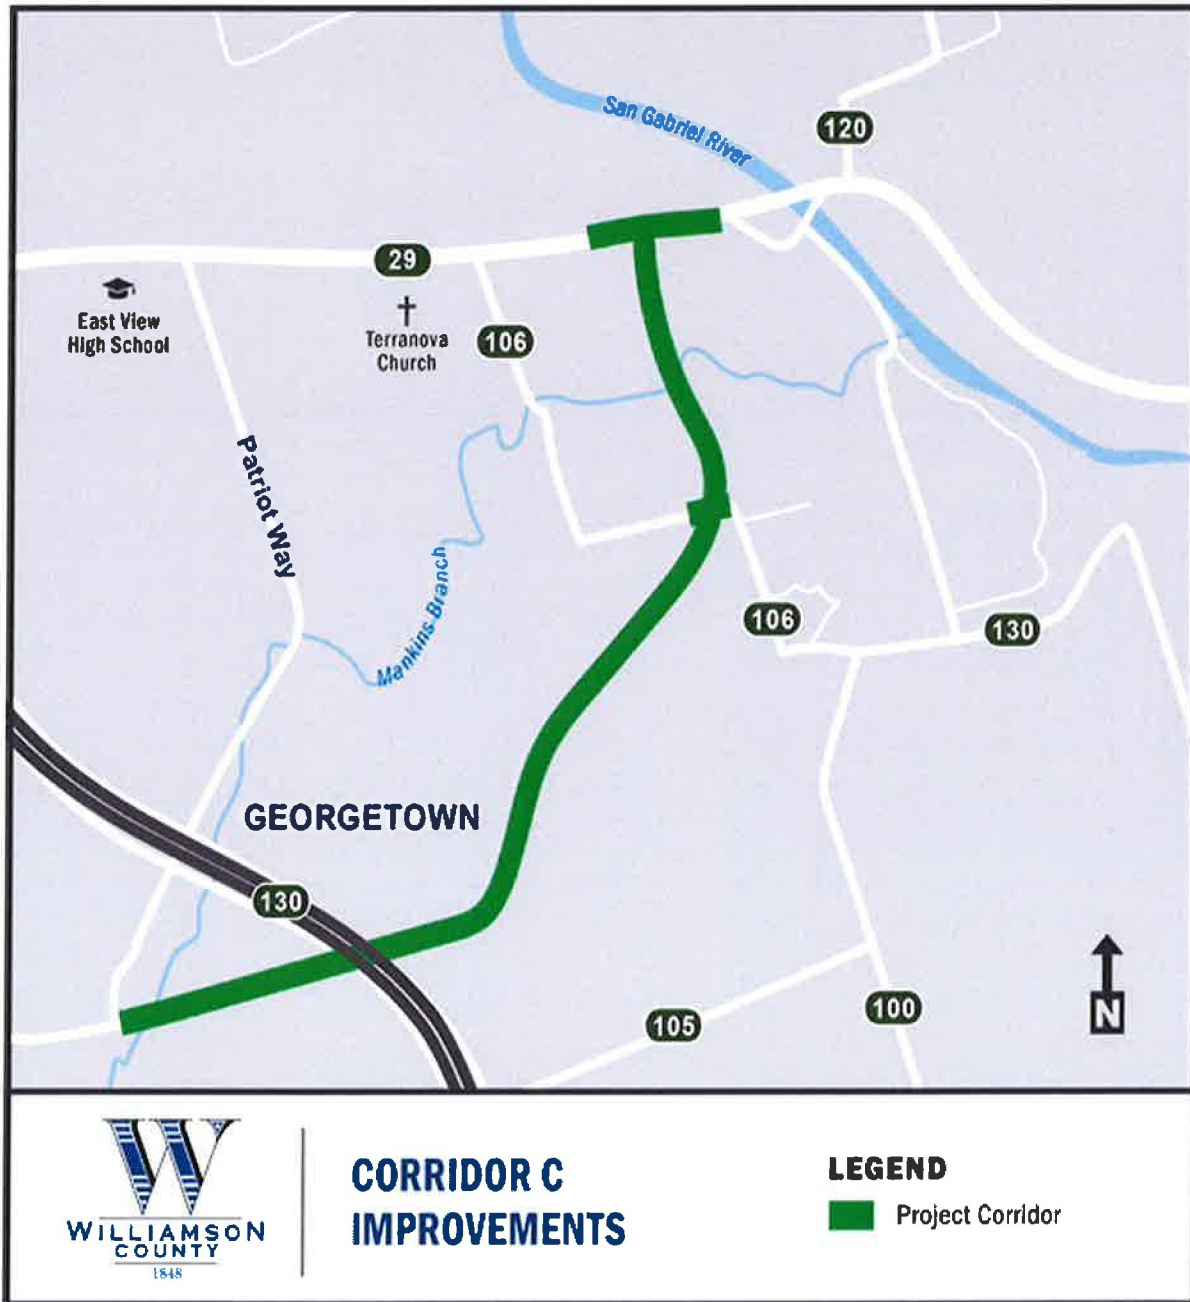 San Gabriel River
120
29
East View
High School
Terranova
Church
106
Patriot Way
Mankins Branch
106
130
GEORGETOWN
130
105
100
N
W
WILLIAMSON
COUNTY
1848
CORRIDOR C
IMPROVEMENTS
LEGEND
Project Corridor